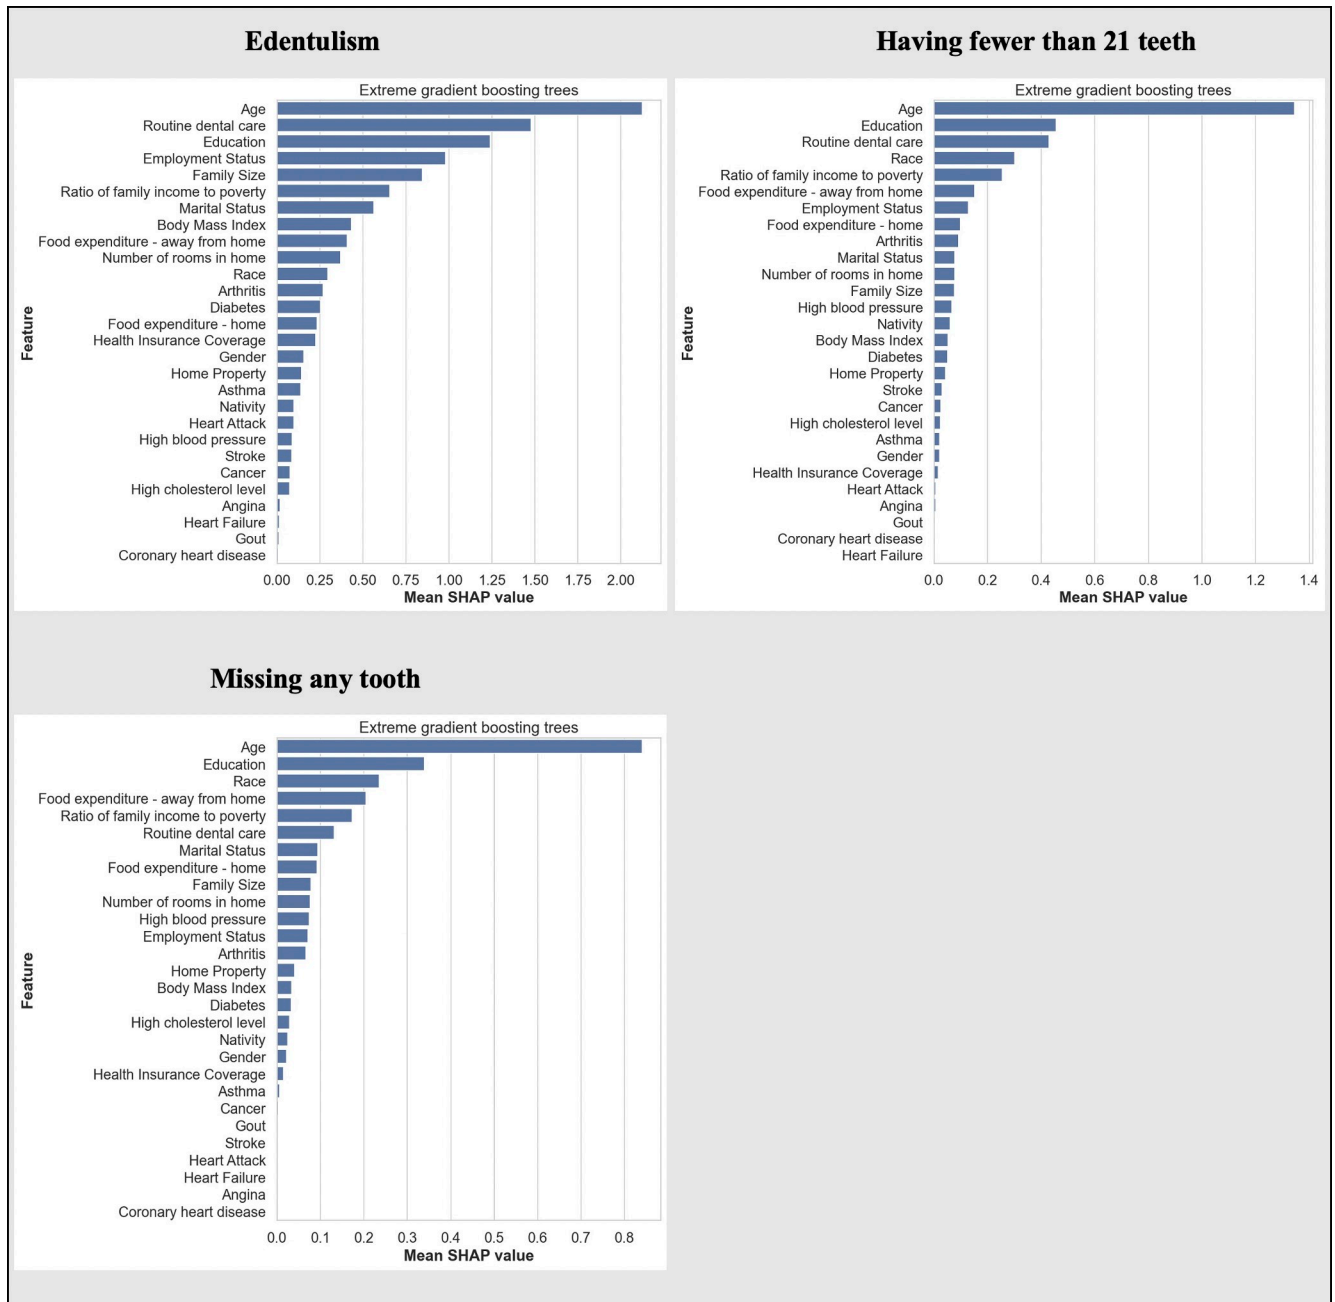 Edentulism
Extreme gradient boosting trees
Feature
Age
Routine dental care
Education
Employment Status
Family Size
Ratio of family income to poverty
Marital Status
Body Mass Index
Food expenditure - away from home
Number of rooms in home
Race
Arthritis
Diabetes
Food expenditure - home
Health Insurance Coverage
Gender
Home Property
Asthma
Nativity
Heart Attack
High blood pressure
Stroke
Cancer
High cholesterol level
Angina
Heart Failure
Gout
Coronary heart disease
0.00 0.25 0.50 0.75 1.00 1.25 1.50 1.75 2.00
Mean SHAP value
Having fewer than 21 teeth
Extreme gradient boosting trees
Feature
Age
Education
Routine dental care
Race
Ratio of family income to poverty
Food expenditure - away from home
Employment Status
Food expenditure - home
Arthritis
Marital Status
Number of rooms in home
Family Size
High blood pressure
Nativity
Body Mass Index
Diabetes
Home Property
Stroke
Cancer
High cholesterol level
Asthma
Gender
Health Insurance Coverage
Heart Attack
Angina
Gout
Coronary heart disease
Heart Failure
0.0 0.2 0.4 0.6 0.8 1.0 1.2 1.4
Mean SHAP value
Missing any tooth
Extreme gradient boosting trees
Feature
Age
Education
Race
Food expenditure - away from home
Ratio of family income to poverty
Routine dental care
Marital Status
Food expenditure - home
Family Size
Number of rooms in home
High blood pressure
Employment Status
Arthritis
Home Property
Body Mass Index
Diabetes
High cholesterol level
Nativity
Gender
Health Insurance Coverage
Asthma
Cancer
Gout
Stroke
Heart Attack
Heart Failure
Angina
Coronary heart disease
0.0 0.1 0.2 0.3 0.4 0.5 0.6 0.7 0.8
Mean SHAP value